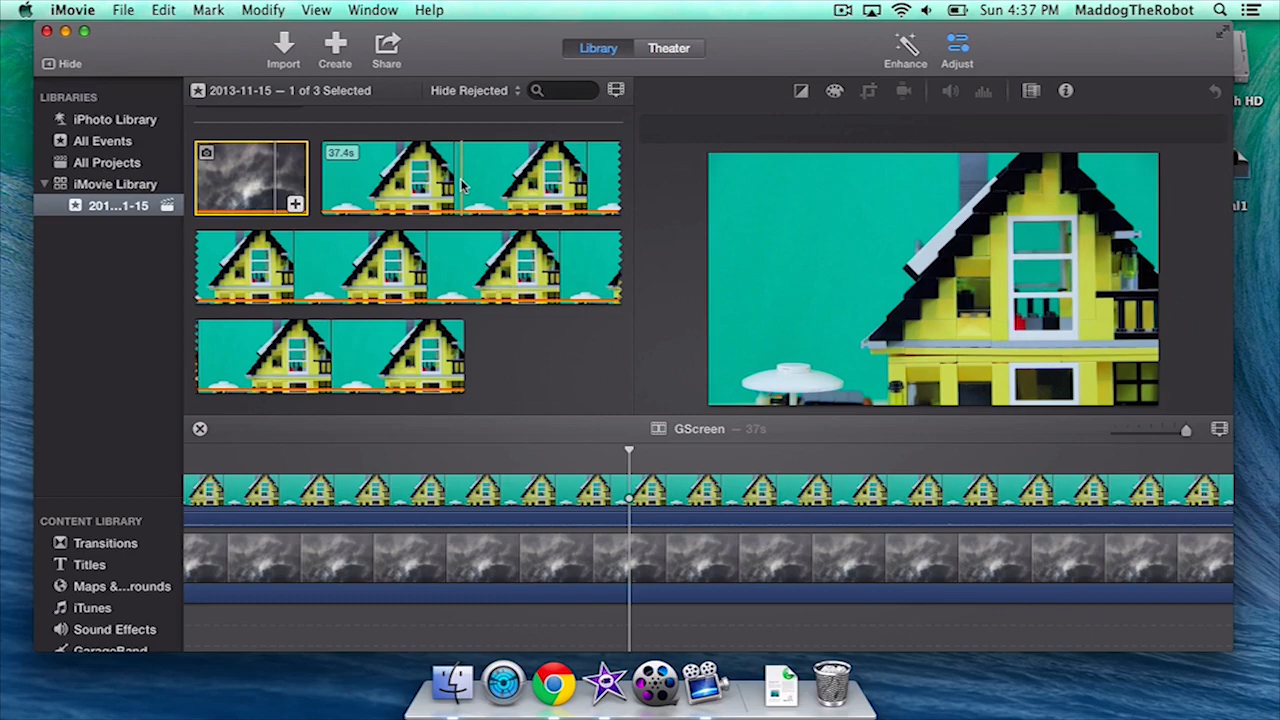 iMovie File Edit Mark Modify View Window Help Sun 4:37 PM MaddogTheRobot
Hide
Import
Create
Share
Library
Theater
Enhance
Adjust
LIBRARIES
iPhoto Library
All Events
All Projects
iMovie Library
201...1-15
2013-11-15 — 1 of 3 Selected
Hide Rejected
37.4s
GScreen — 37s
CONTENT LIBRARY
Transitions
Titles
Maps &...rounds
iTunes
Sound Effects
GarageBand